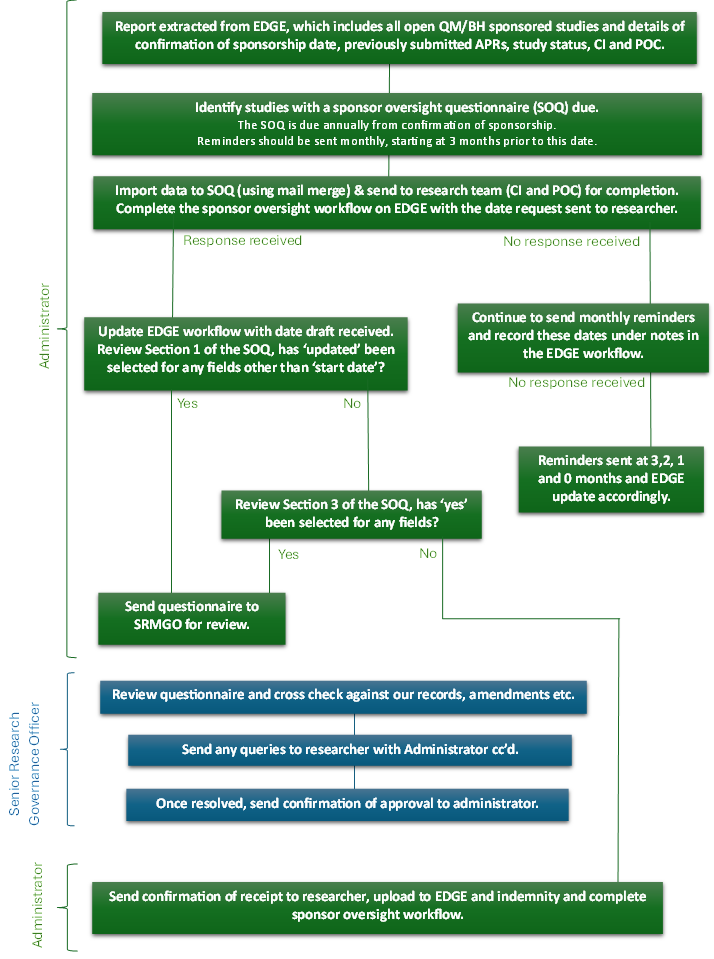 Report extracted from EDGE, which includes all open QM/BH sponsored studies and details of
confirmation of sponsorship date, previously submitted APRs, study status, CI and POC.
Identify studies with a sponsor oversight questionnaire (SOQ) due.
The SOQ is due annually from confirmation of sponsorship.
Reminders should be sent monthly, starting at 3 months prior to this date.
Import data to SOQ (using mail merge) & send to research team (CI and POC) for completion.
Complete the sponsor oversight workflow on EDGE with the date request sent to researcher.
Response received
No response received
Administrator
Update EDGE workflow with date draft received.
Review Section 1 of the SOQ, has ‘updated’ been
selected for any fields other than ‘start date’?
Continue to send monthly reminders
and record these dates under notes in
the EDGE workflow.
No response received
Yes
No
Reminders sent at 3,2, 1
and 0 months and EDGE
update accordingly.
Review Section 3 of the SOQ, has ‘yes’
been selected for any fields?
Yes
No
Send questionnaire to
SRMGO for review.
Senior Research
Governance Officer
Review questionnaire and cross check against our records, amendments etc.
Send any queries to researcher with Administrator cc’d.
Once resolved, send confirmation of approval to administrator.
Administrator
Send confirmation of receipt to researcher, upload to EDGE and indemnity and complete
sponsor oversight workflow.